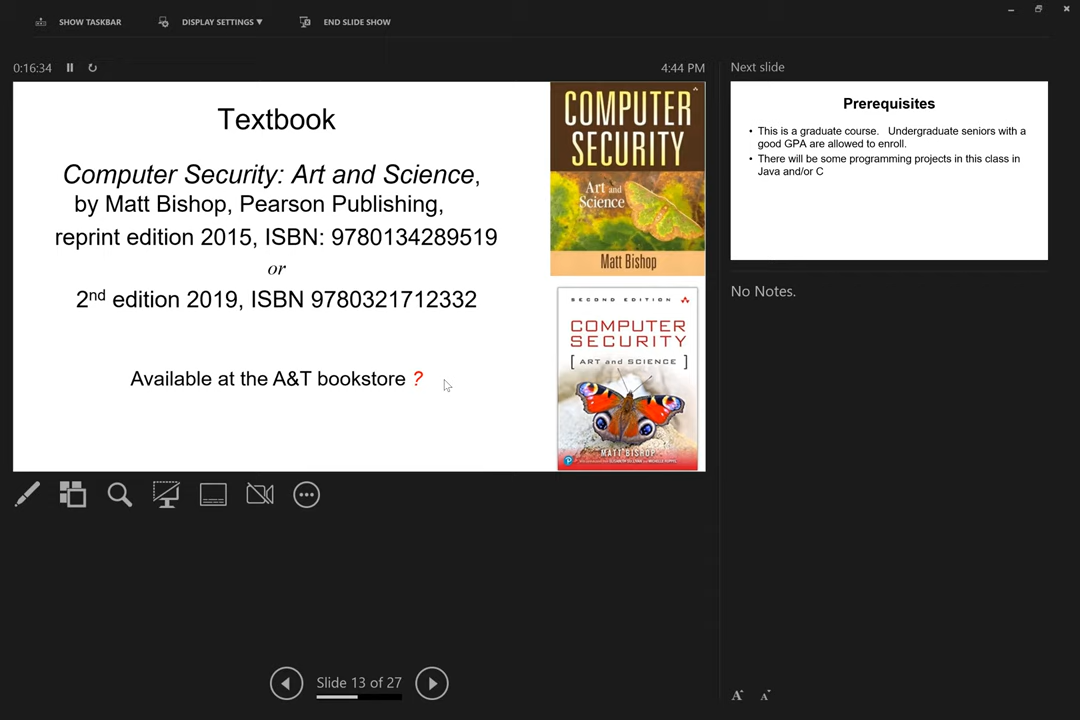 SHOW TASKBAR
DISPLAY SETTINGS ▼
END SLIDE SHOW
0:16:34
4:44 PM
Textbook
Computer Security: Art and Science,
by Matt Bishop, Pearson Publishing,
reprint edition 2015, ISBN: 9780134289519
or
2nd edition 2019, ISBN 9780321712332
Available at the A&T bookstore ?
COMPUTER
SECURITY
Art and
Science
Matt Bishop
SECOND EDITION
COMPUTER
SECURITY
[ ART and SCIENCE ]
MATT BISHOP
Next slide
Prerequisites
• This is a graduate course. Undergraduate seniors with a
good GPA are allowed to enroll.
• There will be some programming projects in this class in
Java and/or C
No Notes.
Slide 13 of 27
A A